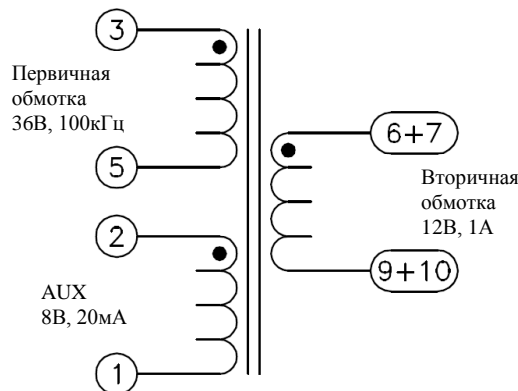 3
Первичная
обмотка
36В, 100кГц
5
2
AUX
8В, 20мА
1
6+7
Вторичная
обмотка
12В, 1А
9+10